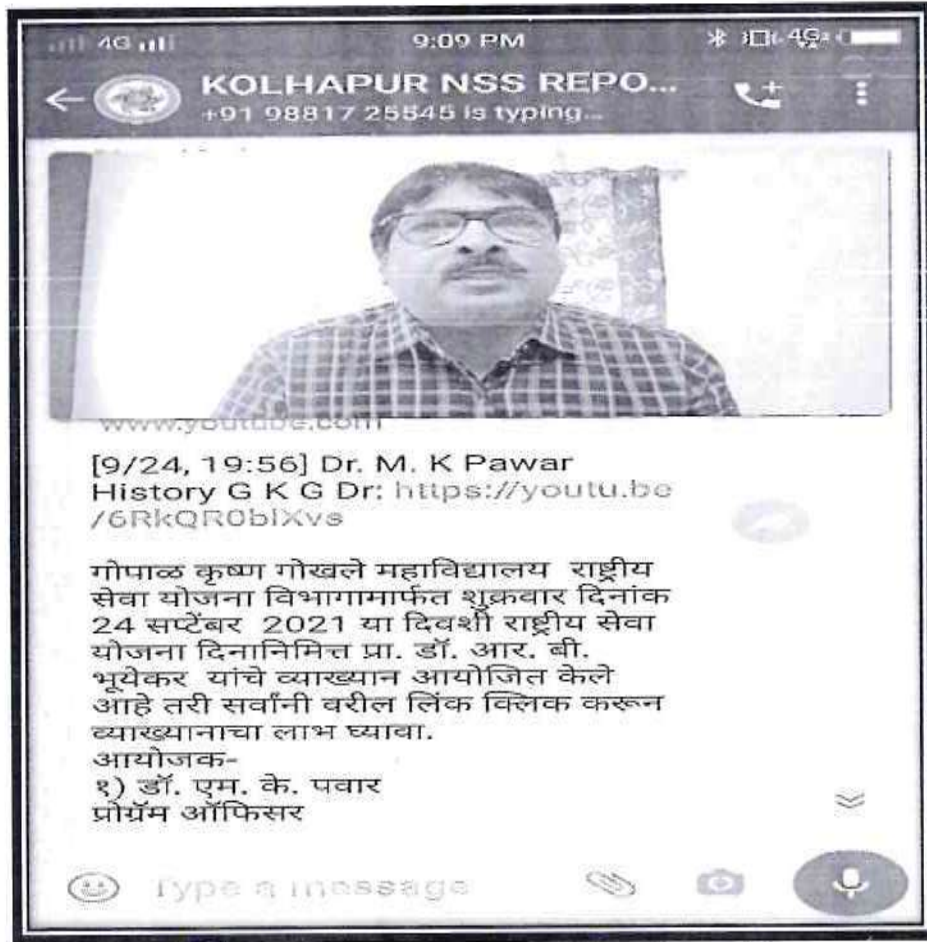 4G
9:09 PM
4G
KOLHAPUR NSS REPO...
+91 98817 25545 is typing...
www.youtube.com
[9/24, 19:56] Dr. M. K Pawar
History G K G Dr: https://youtu.be
/6RkQR0blXvs
गोपाळ कृष्ण गोखले महाविद्यालय राष्ट्रीय
सेवा योजना विभागामार्फत शुक्रवार दिनांक
24 सप्टेंबर 2021 या दिवशी राष्ट्रीय सेवा
योजना दिनानिमित्त प्रा. डॉ. आर. बी.
भूयेकर यांचे व्याख्यान आयोजित केले
आहे तरी सर्वांनी वरील लिंक क्लिक करून
व्याख्यानाचा लाभ घ्यावा.
आयोजक-
१) डॉ. एम. के. पवार
प्रोग्रॅम ऑफिसर
Type a message